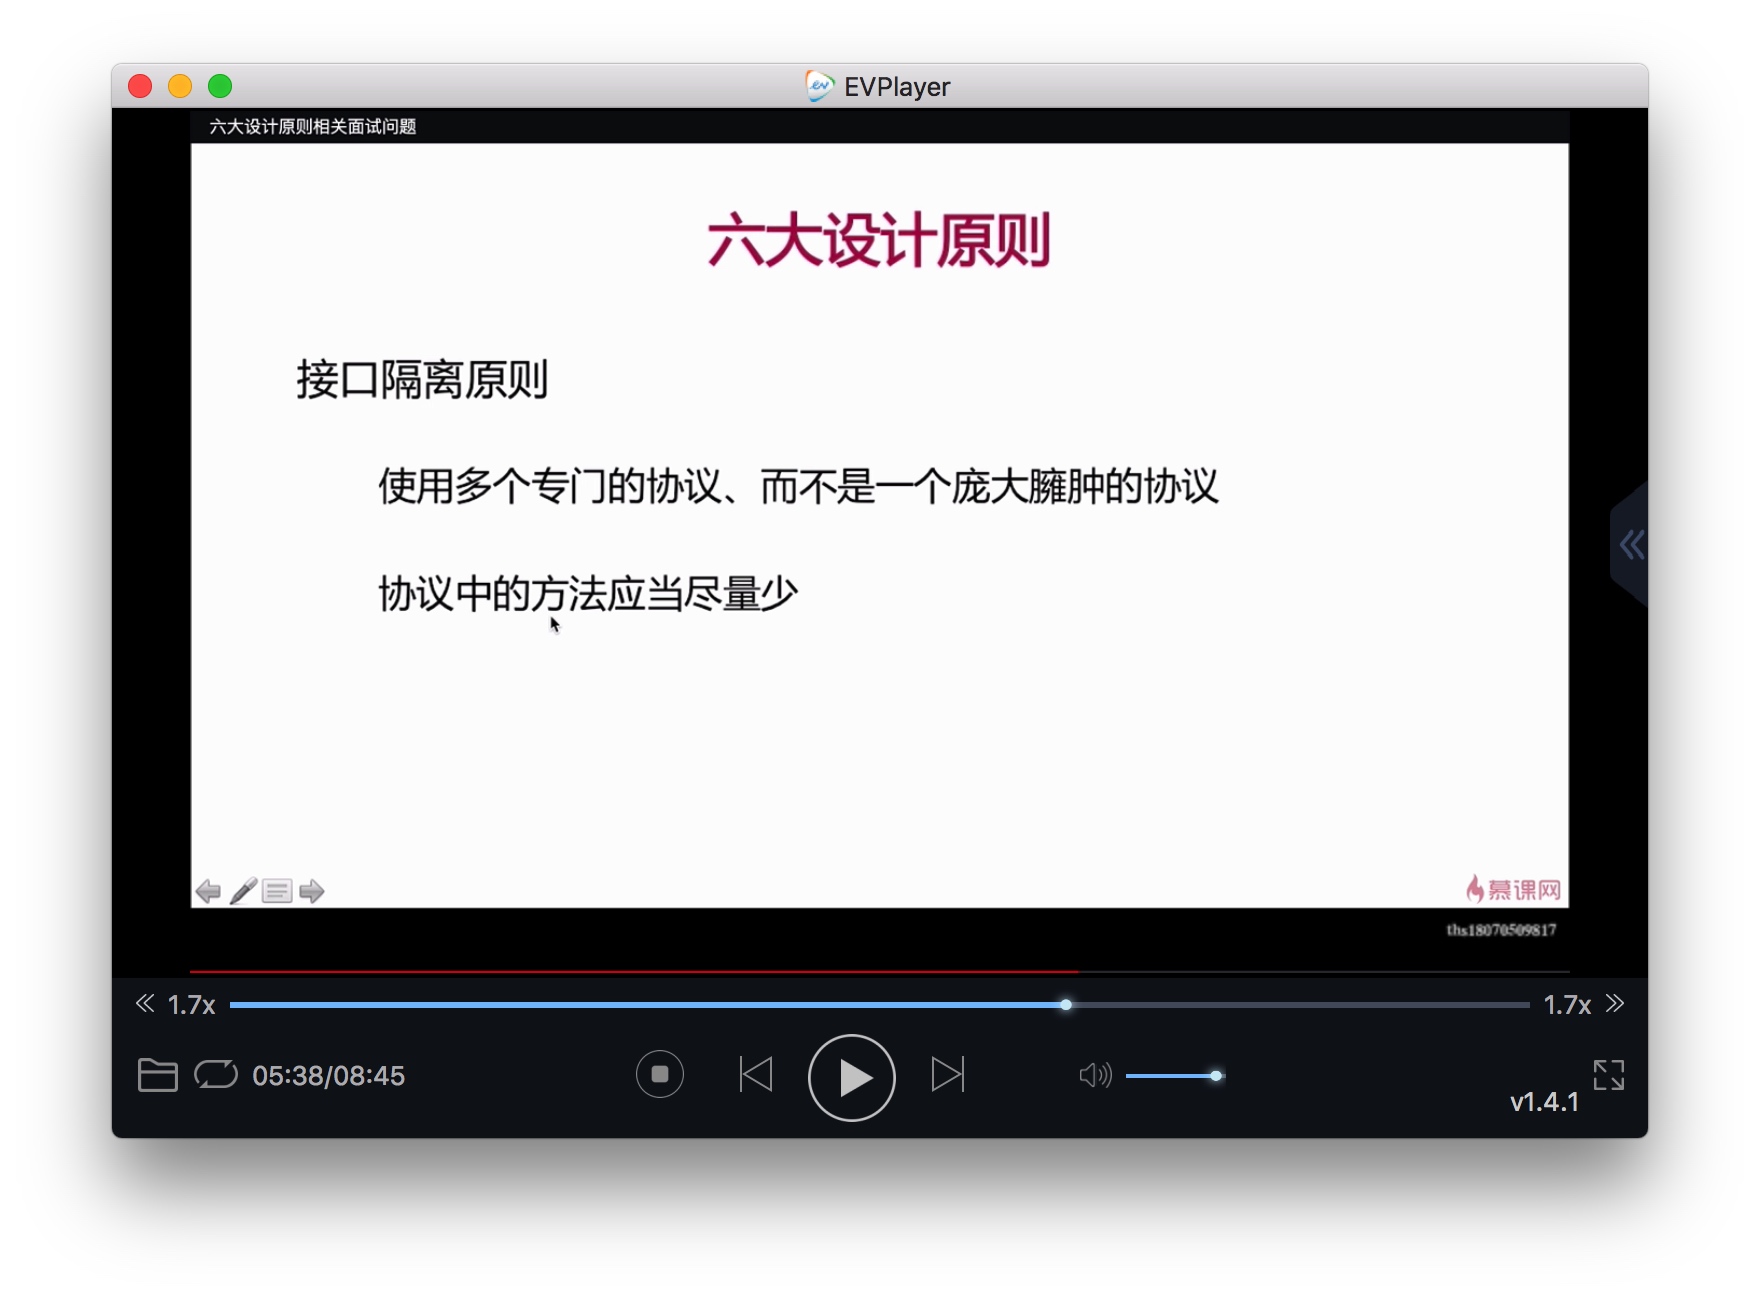 EVPlayer
六大设计原则相关面试问题
六大设计原则
接口隔离原则
使用多个专门的协议、而不是一个庞大臃肿的协议
协议中的方法应当尽量少
慕课网
ths18070509817
1.7x
1.7x
05:38/08:45
v1.4.1